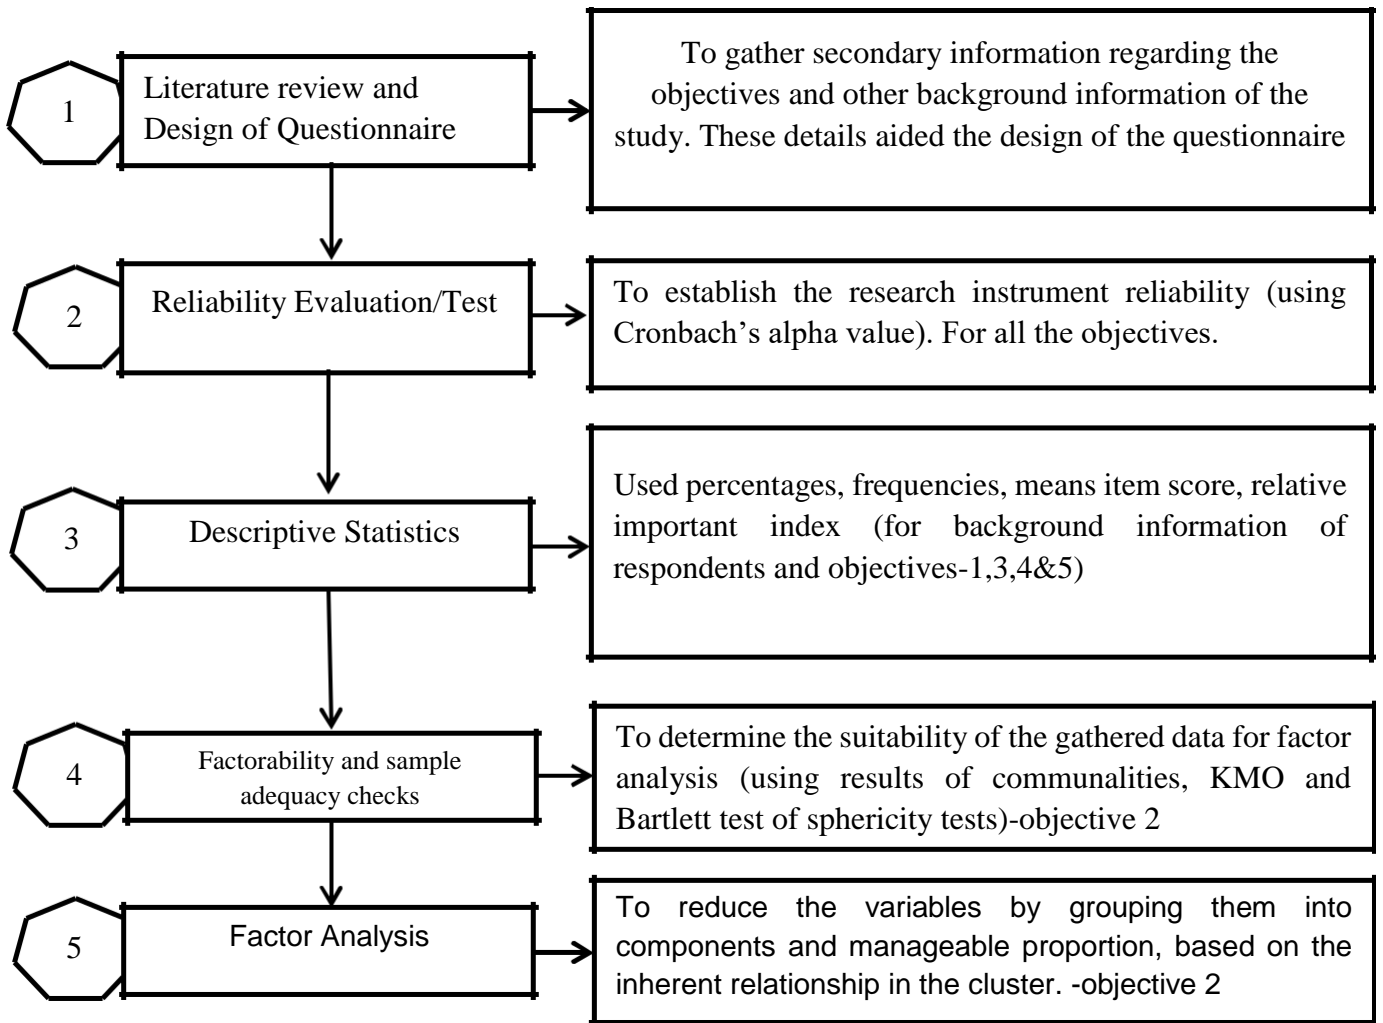 1
Literature review and
Design of Questionnaire
To gather secondary information regarding the
objectives and other background information of the
study. These details aided the design of the questionnaire
2
Reliability Evaluation/Test
To establish the research instrument reliability (using
Cronbach’s alpha value). For all the objectives.
3
Descriptive Statistics
Used percentages, frequencies, means item score, relative
important index (for background information of
respondents and objectives-1,3,4&5)
4
Factorability and sample
adequacy checks
To determine the suitability of the gathered data for factor
analysis (using results of communalities, KMO and
Bartlett test of sphericity tests)-objective 2
5
Factor Analysis
To reduce the variables by grouping them into
components and manageable proportion, based on the
inherent relationship in the cluster. -objective 2